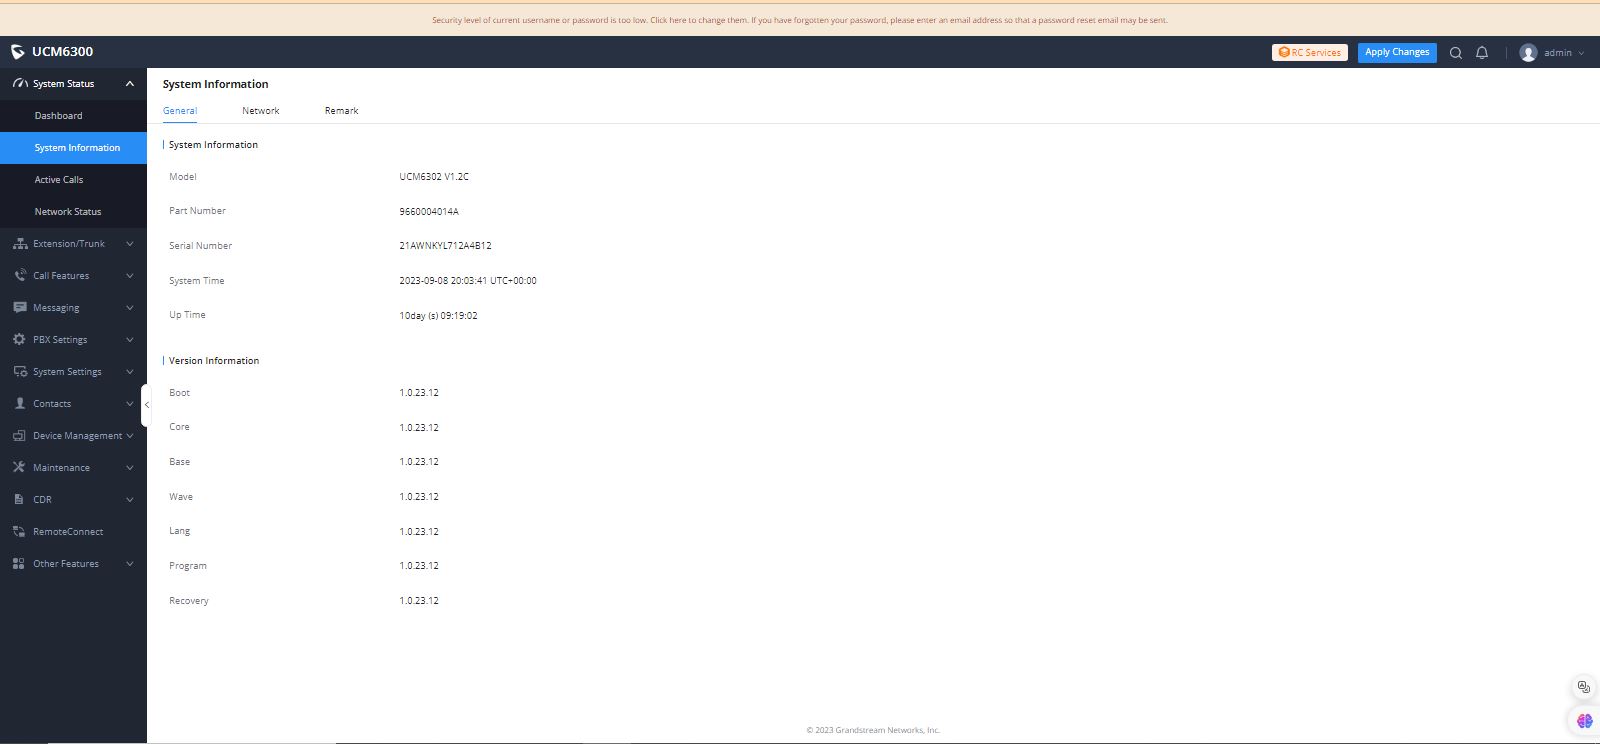 Security level of current username or password is too low. Click here to change them. If you have forgotten your password, please enter an email address so that a password reset email may be sent.
UCM6300
RC Services
Apply Changes
admin
System Status
Dashboard
System Information
Active Calls
Network Status
Extension/Trunk
Call Features
Messaging
PBX Settings
System Settings
Contacts
Device Management
Maintenance
CDR
RemoteConnect
Other Features
System Information
General Network Remark
System Information
Model UCM6302 V1.2C
Part Number 9660004014A
Serial Number 21AWNKYL712A4B12
System Time 2023-09-08 20:03:41 UTC+00:00
Up Time 10day (s) 09:19:02
Version Information
Boot 1.0.23.12
Core 1.0.23.12
Base 1.0.23.12
Wave 1.0.23.12
Lang 1.0.23.12
Program 1.0.23.12
Recovery 1.0.23.12
© 2023 Grandstream Networks, Inc.